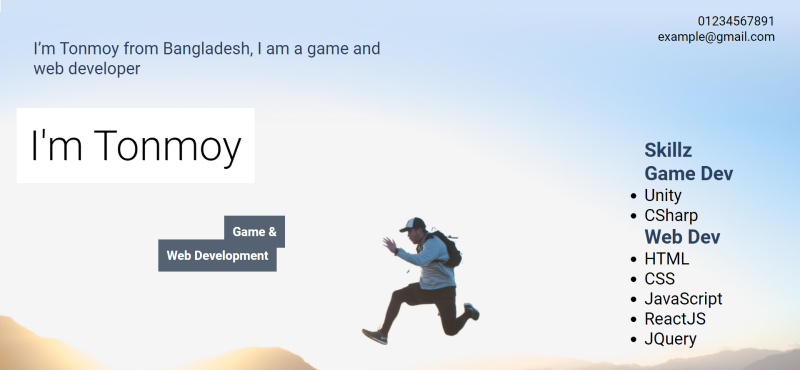 01234567891
example@gmail.com
I'm Tonmoy from Bangladesh, I am a game and
web developer
I'm Tonmoy
Game &
Web Development
Skillz
Game Dev
Unity
CSharp
Web Dev
HTML
CSS
JavaScript
ReactJS
JQuery